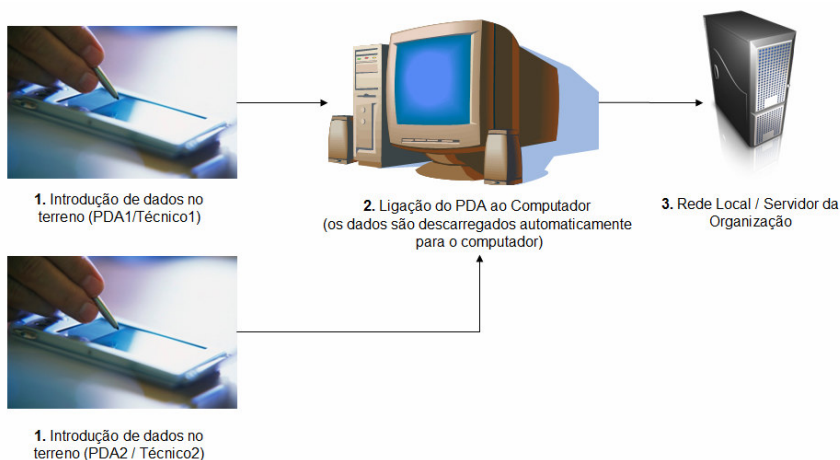 1. Introdução de dados no
terreno (PDA1/Técnico1)
2. Ligação do PDA ao Computador
(os dados são descarregados automaticamente
para o computador)
3. Rede Local / Servidor da
Organização
1. Introdução de dados no
terreno (PDA2 / Técnico2)